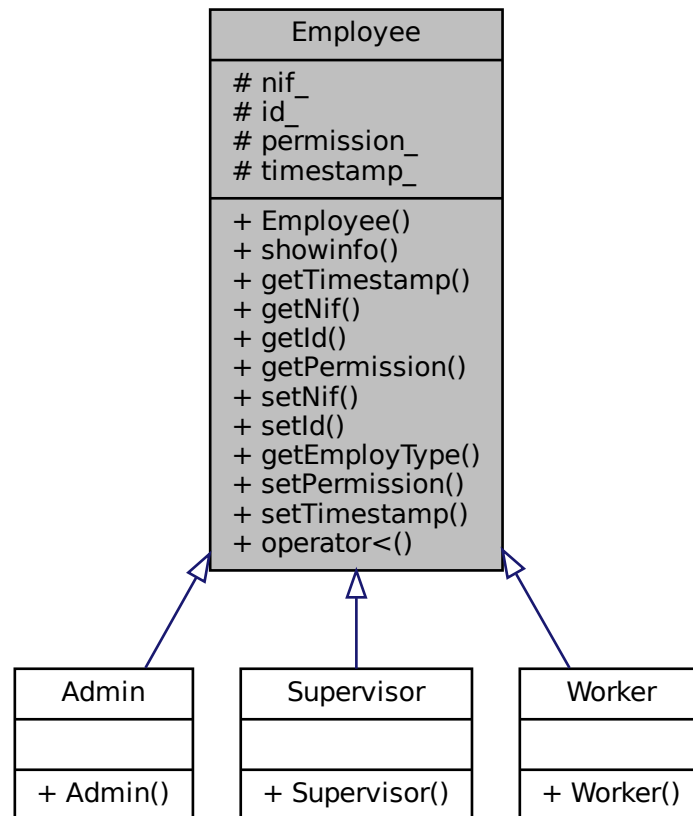 Employee
# nif_
# id_
# permission_
# timestamp_
+ Employee()
+ showinfo()
+ getTimestamp()
+ getNif()
+ getId()
+ getPermission()
+ setNif()
+ setId()
+ getEmployType()
+ setPermission()
+ setTimestamp()
+ operator<()
Admin
+ Admin()
Supervisor
+ Supervisor()
Worker
+ Worker()